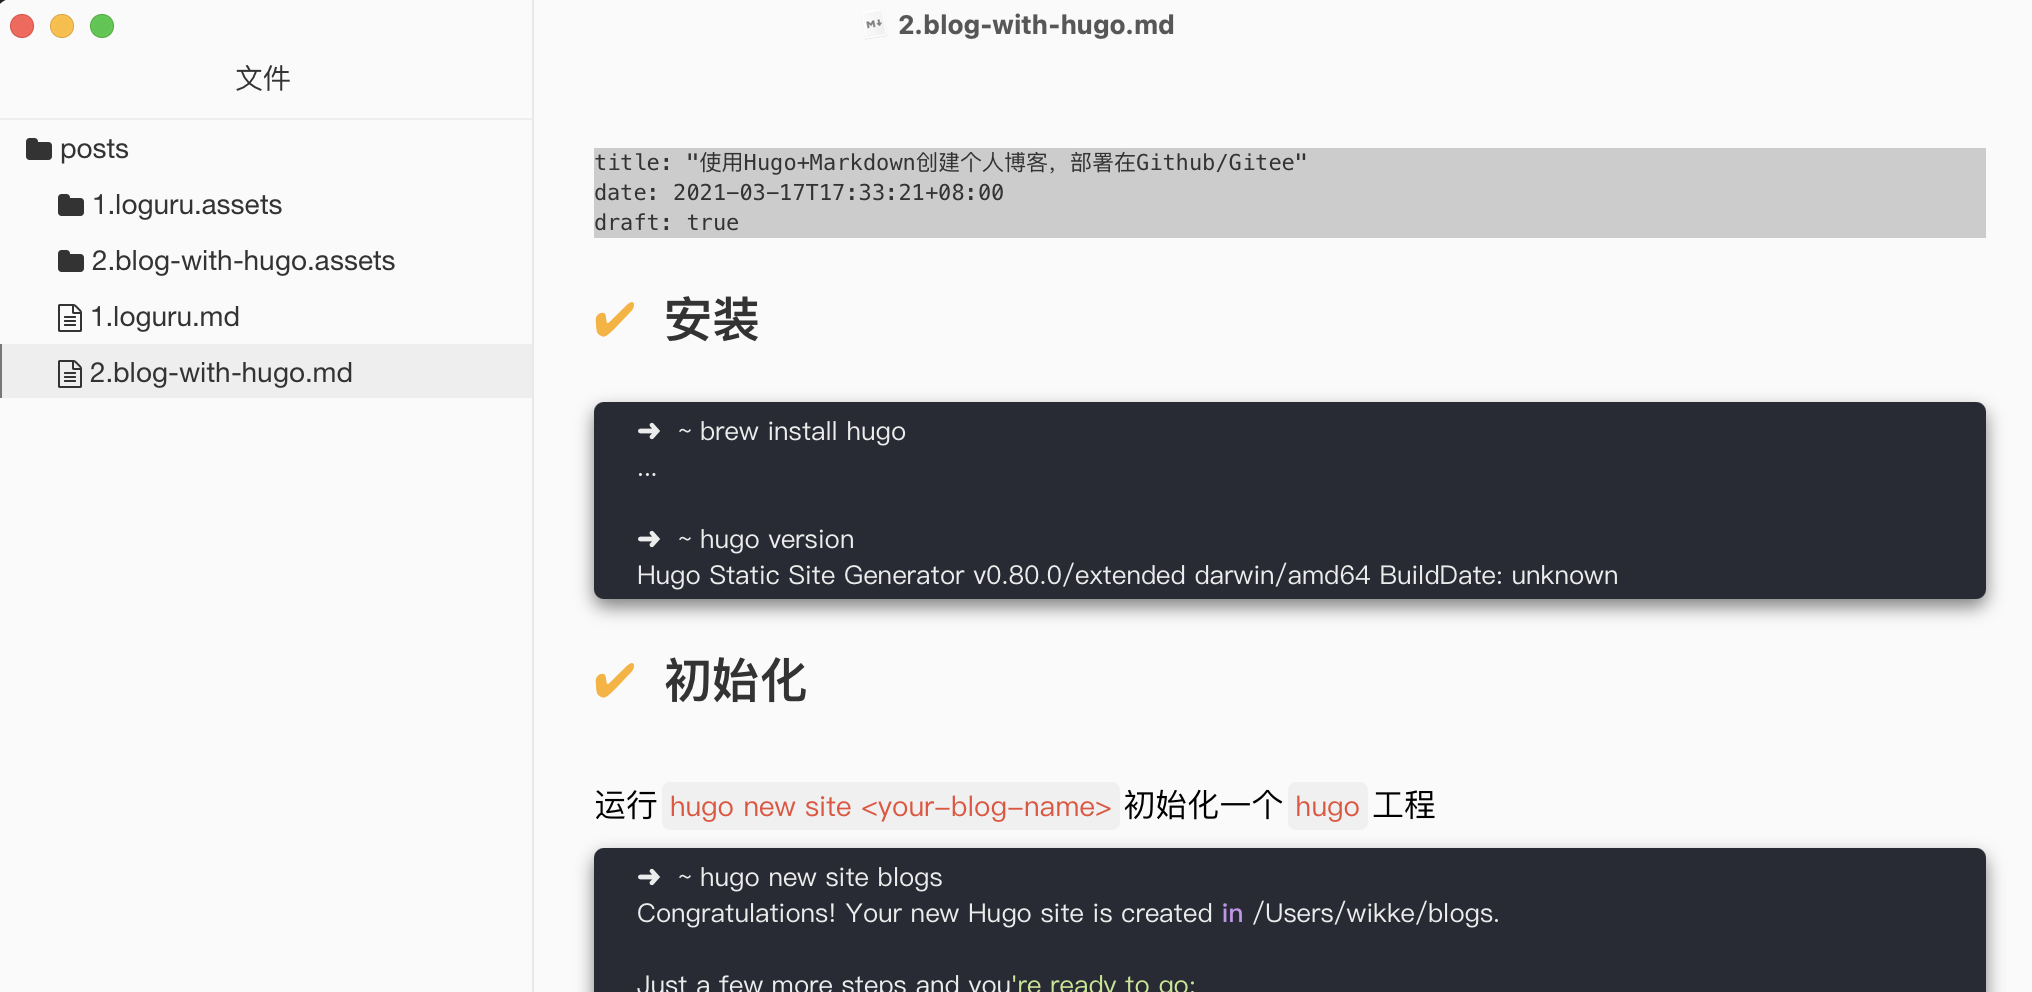 2.blog-with-hugo.md
文件
posts
1.loguru.assets
2.blog-with-hugo.assets
1.loguru.md
2.blog-with-hugo.md
title: "使用Hugo+Markdown创建个人博客，部署在Github/Gitee"
date: 2021-03-17T17:33:21+08:00
draft: true
✔ 安装
➜ ~ brew install hugo
...
➜ ~ hugo version
Hugo Static Site Generator v0.80.0/extended darwin/amd64 BuildDate: unknown
✔ 初始化
运行 hugo new site <your-blog-name> 初始化一个 hugo 工程
➜ ~ hugo new site blogs
Congratulations! Your new Hugo site is created in /Users/wikke/blogs.
Just a few more steps and you're ready to go: